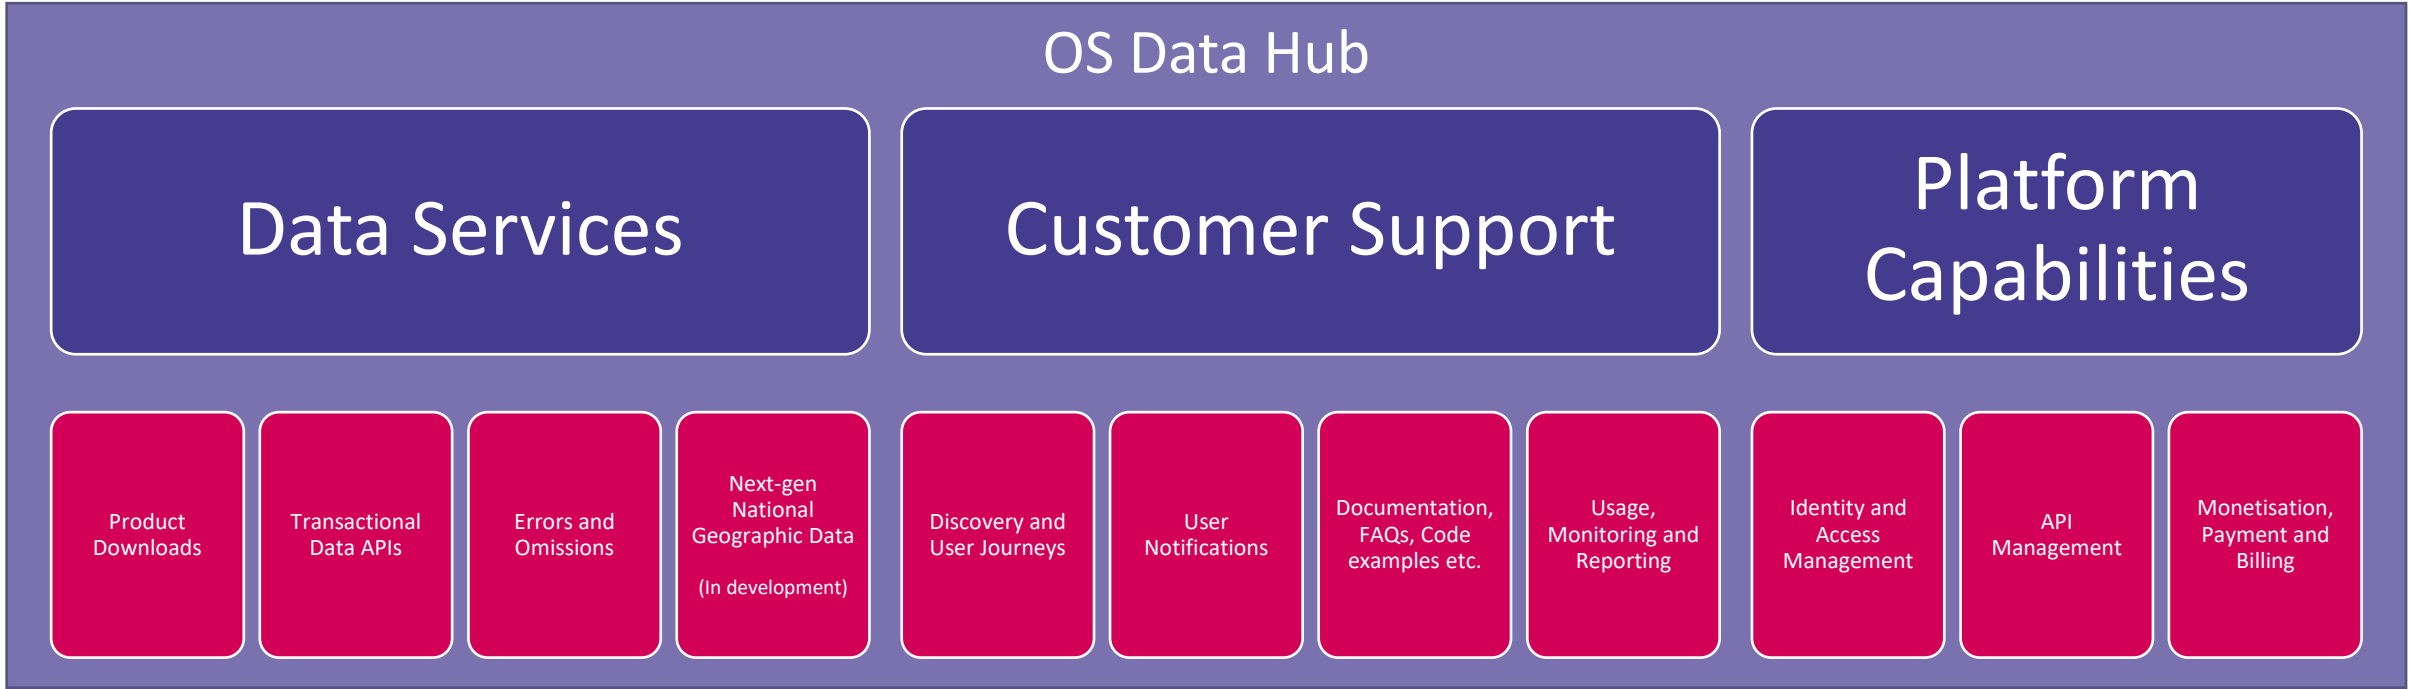 OS Data Hub
Data Services
Customer Support
Platform
Capabilities
Product
Downloads
Transactional
Data APIs
Errors and
Omissions
Next-gen
National
Geographic Data
(In development)
Discovery and
User Journeys
User
Notifications
Documentation,
FAQs, Code
examples etc.
Usage,
Monitoring and
Reporting
Identity and
Access
Management
API
Management
Monetisation,
Payment and
Billing